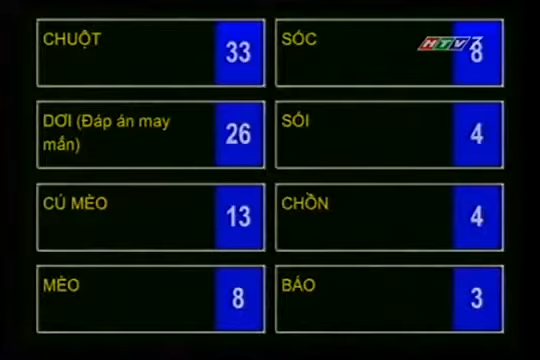 CHUỘT
33
DƠI (Đáp án may
mắn)
26
CÚ MÈO
13
MÈO
8
SÓC
8
HTV7
SÓI
4
CHỒN
4
BÁO
3